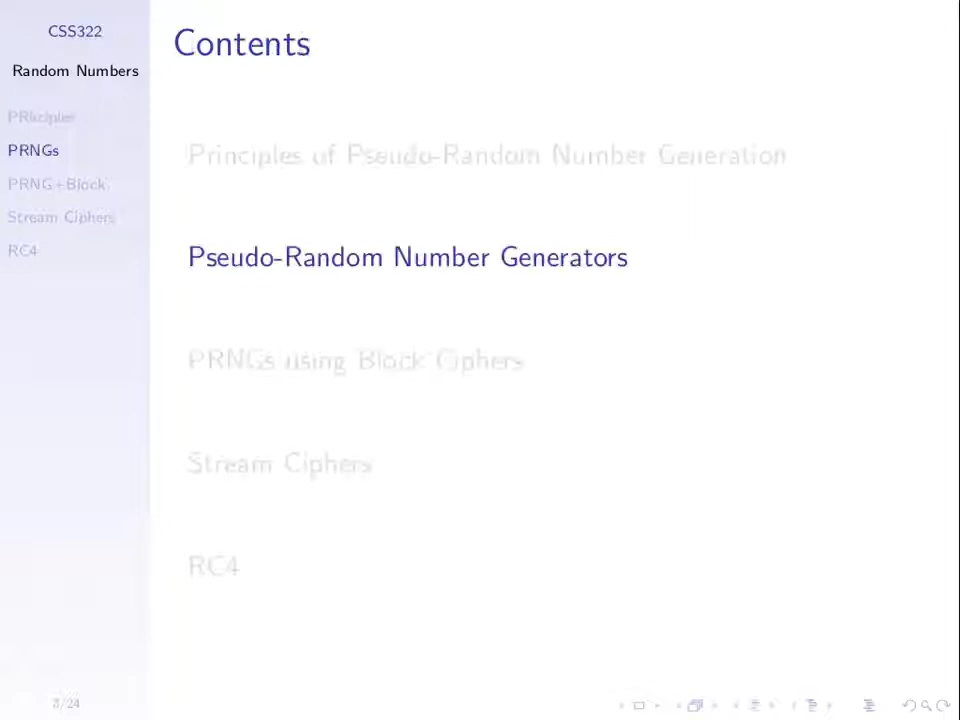 CSS322
Random Numbers
PRNGs
PRNG+Block
Stream Ciphers
RC4
Contents
Principles of Pseudo-Random Number Generation
Pseudo-Random Number Generators
PRNGs using Block Ciphers
Stream Ciphers
RC4